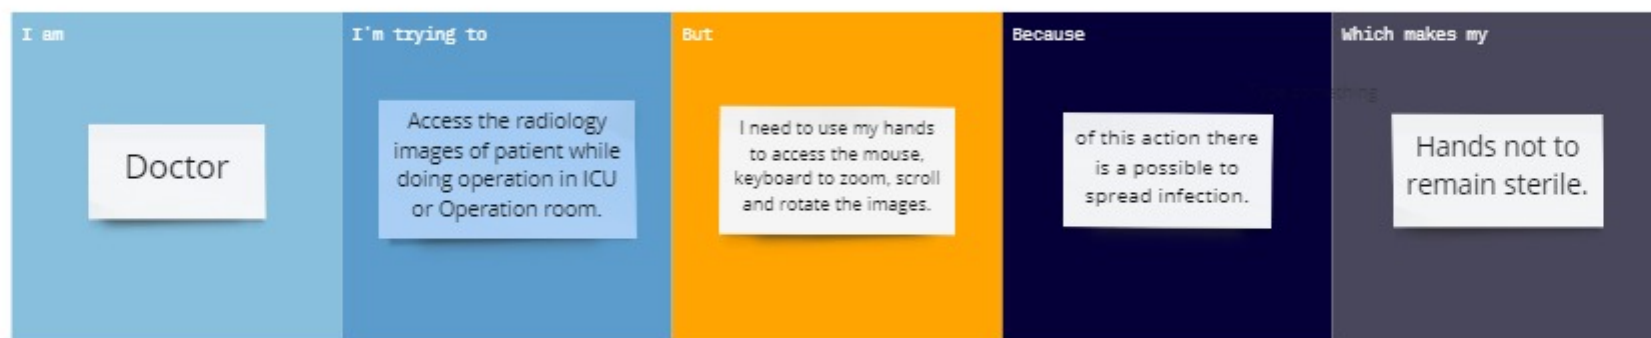 I am
Doctor
I'm trying to
Access the radiology
images of patient while
doing operation in ICU
or Operation room.
But
I need to use my hands
to access the mouse,
keyboard to zoom, scroll
and rotate the images.
Because
of this action there
is a possible to
spread infection.
Which makes my
Hands not to
remain sterile.